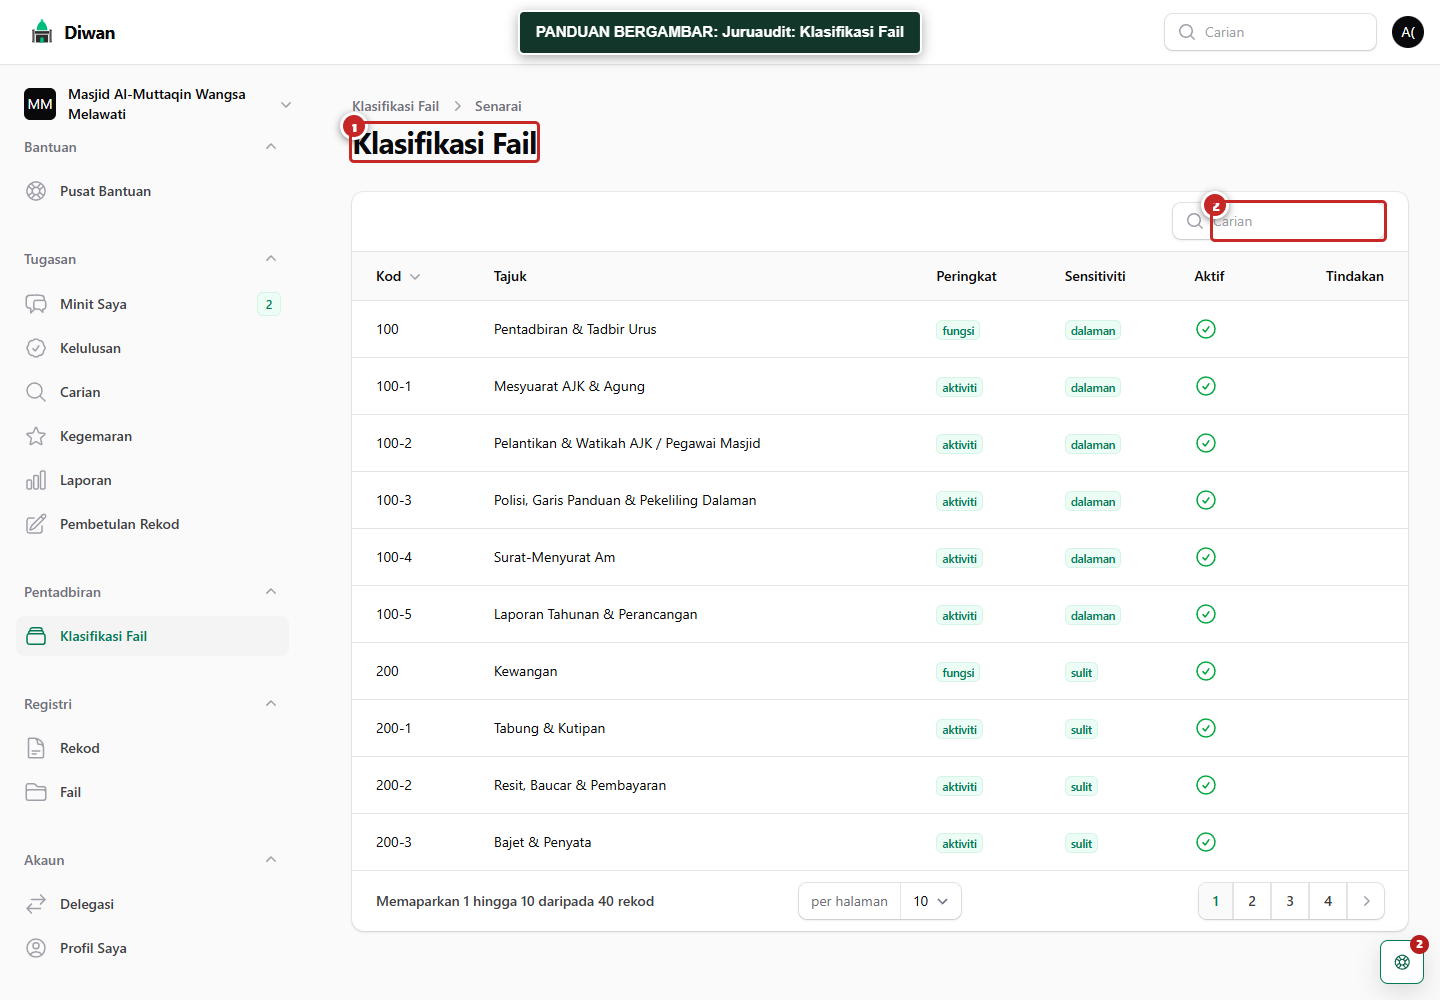 Diwan
PANDUAN BERGAMBAR: Juruaudit: Klasifikasi Fail
Carian
A(
MM
Masjid Al-Muttaqin Wangsa
Melawati
Bantuan
Pusat Bantuan
Tugasan
Minit Saya
2
Kelulusan
Carian
Kegemaran
Laporan
Pembetulan Rekod
Pentadbiran
Klasifikasi Fail
Registri
Rekod
Fail
Akaun
Delegasi
Profil Saya
Klasifikasi Fail > Senarai
1
Klasifikasi Fail
2
Carian
Kod Tajuk Peringkat Sensitiviti Aktif Tindakan
100 Pentadbiran & Tadbir Urus fungsi dalaman
100-1 Mesyuarat AJK & Agung aktiviti dalaman
100-2 Pelantikan & Watikah AJK / Pegawai Masjid aktiviti dalaman
100-3 Polisi, Garis Panduan & Pekeliling Dalaman aktiviti dalaman
100-4 Surat-Menyurat Am aktiviti dalaman
100-5 Laporan Tahunan & Perancangan aktiviti dalaman
200 Kewangan fungsi sulit
200-1 Tabung & Kutipan aktiviti sulit
200-2 Resit, Baucar & Pembayaran aktiviti sulit
200-3 Bajet & Penyata aktiviti sulit
Memaparkan 1 hingga 10 daripada 40 rekod
per halaman 10
1 2 3 4
2